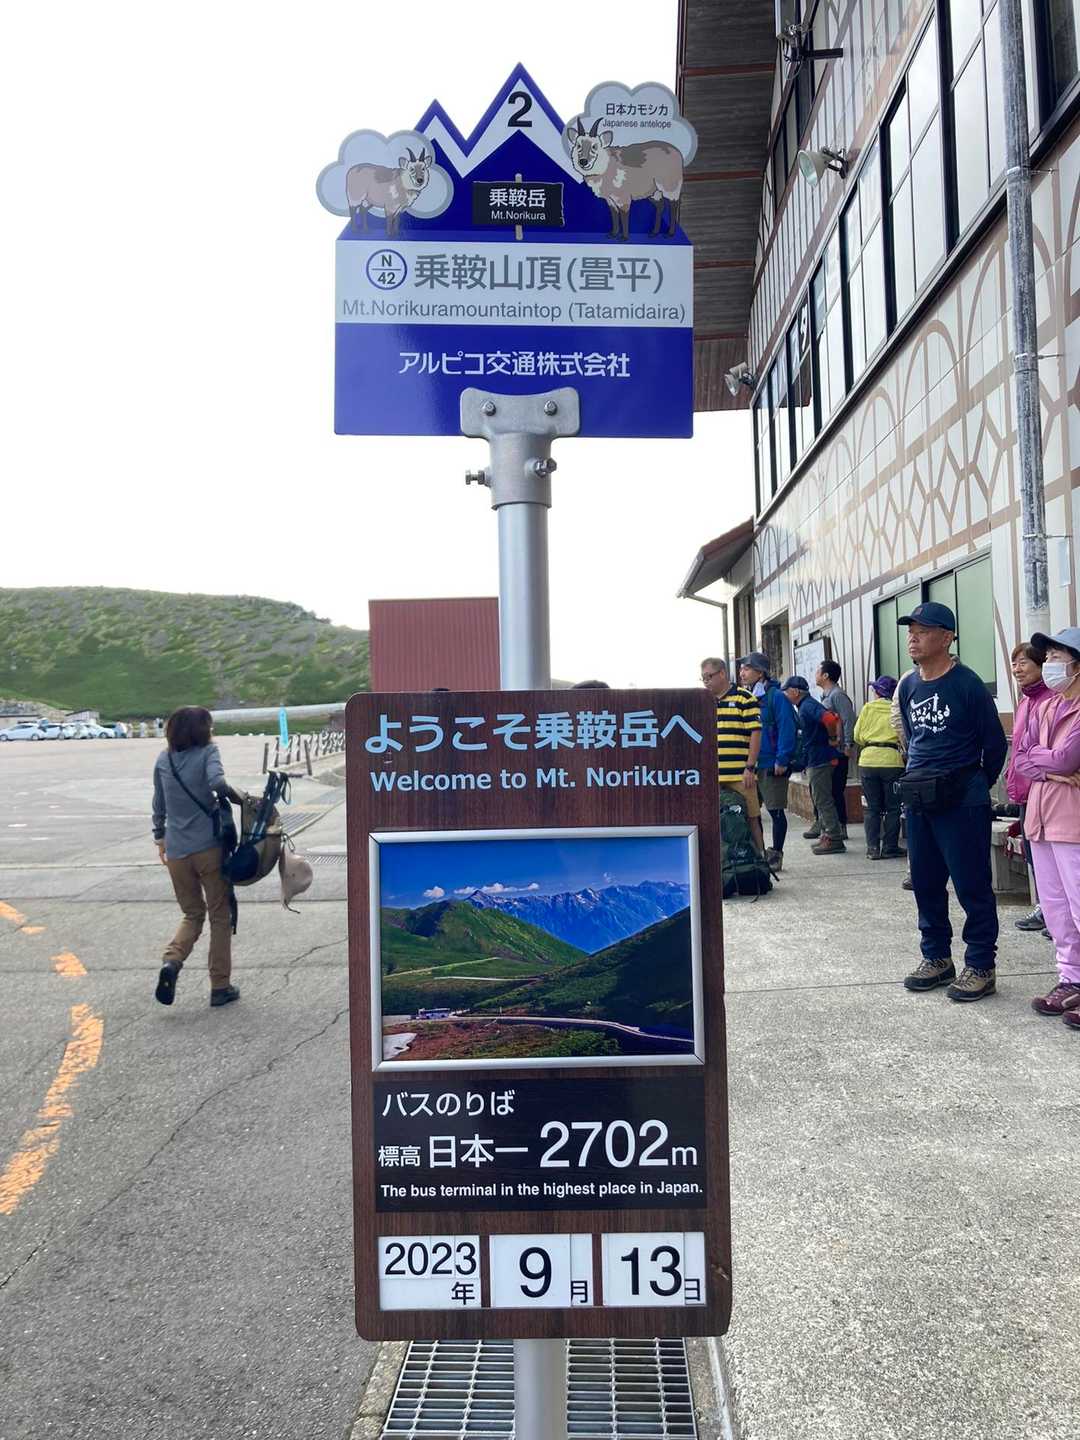 2
日本カモシカ
Japanese antelope
乗鞍岳
Mt.Norikura
N
42
乗鞍山頂(畳平)
Mt.Norikuramountaintop (Tatamidaira)
アルピコ交通株式会社
ようこそ乗鞍岳へ
Welcome to Mt. Norikura
バスのりば
標高 日本一 2702m
The bus terminal in the highest place in Japan.
2023年 9月 13日